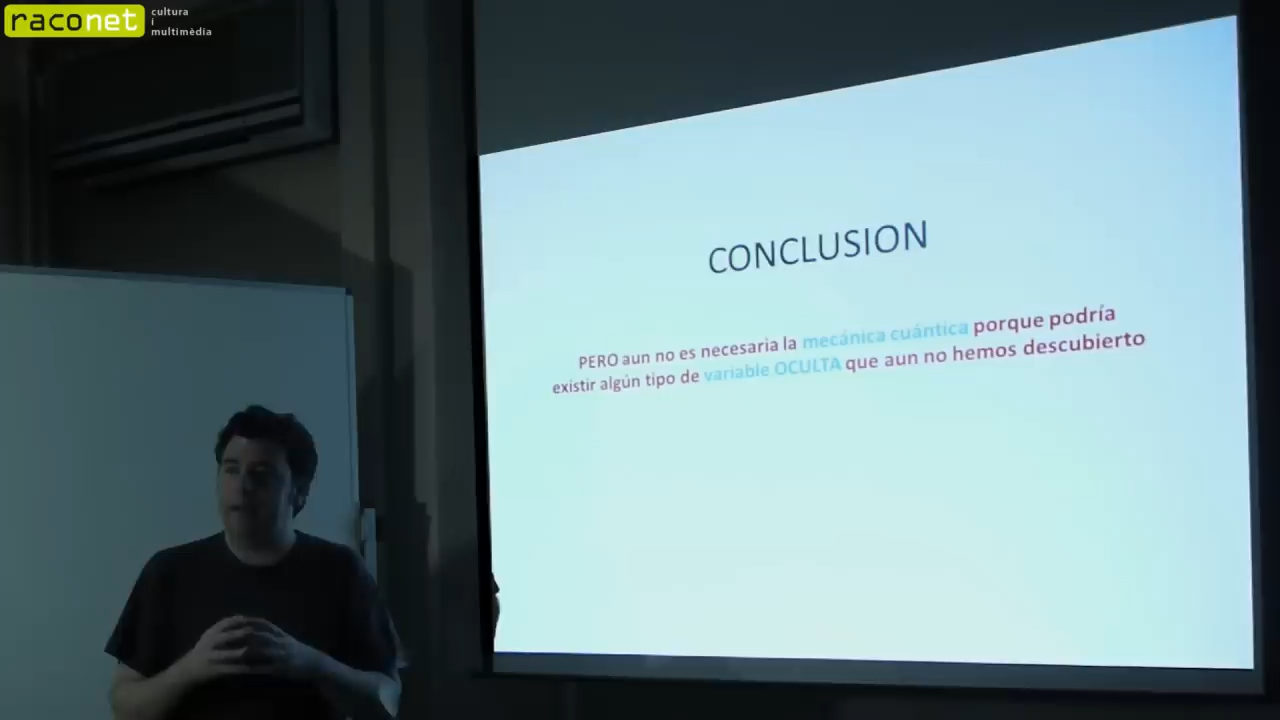 raconet
cultura
i
multimèdia
CONCLUSION
PERO aun no es necesaria la mecánica cuántica porque podría
existir algún tipo de variable OCULTA que aun no hemos descubierto